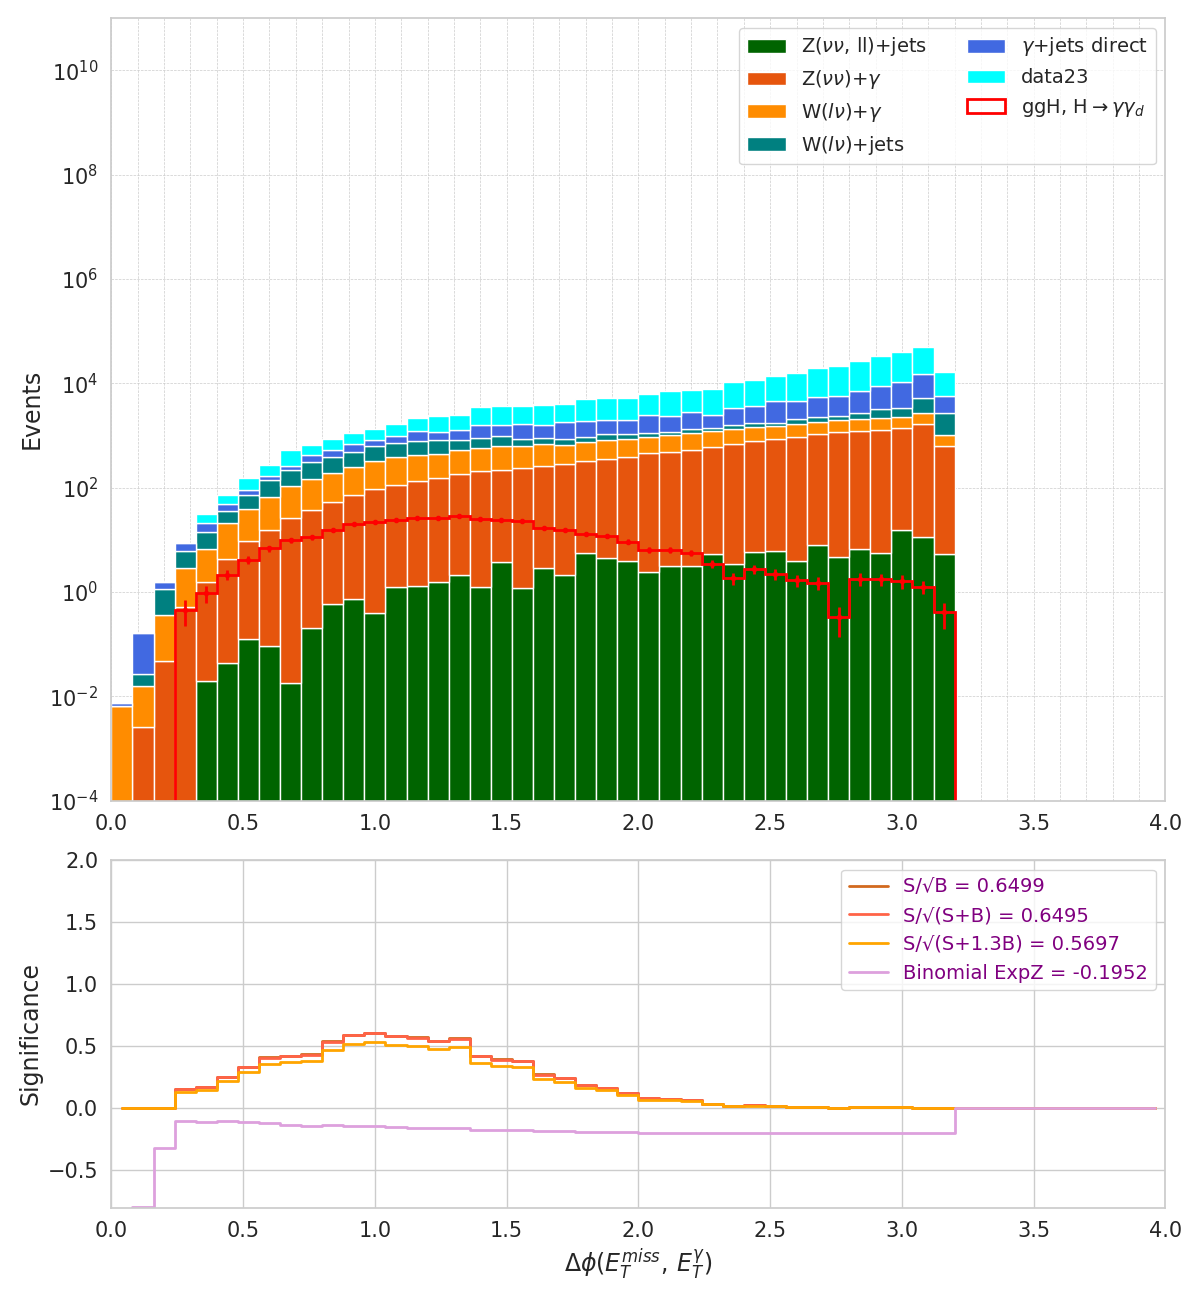 Events
10^10
10^8
10^6
10^4
10^2
10^0
10^−2
10^−4
Z(νν, ll)+jets
Z(νν)+γ
W(lν)+γ
W(lν)+jets
γ+jets direct
data23
ggH, H→γγ_d
0.0 0.5 1.0 1.5 2.0 2.5 3.0 3.5 4.0
Significance
2.0
1.5
1.0
0.5
0.0
−0.5
S/√B = 0.6499
S/√(S+B) = 0.6495
S/√(S+1.3B) = 0.5697
Binomial ExpZ = -0.1952
0.0 0.5 1.0 1.5 2.0 2.5 3.0 3.5 4.0
Δϕ(E_T^miss, E_T^γ)